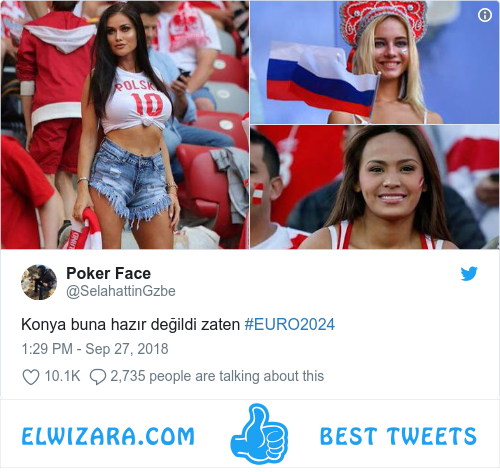 POLSKA
10
Poker Face
@SelahattinGzbe
Konya buna hazır değildi zaten #EURO2024
1:29 PM - Sep 27, 2018
10.1K 2,735 people are talking about this
ELWIZARA.COM BEST TWEETS